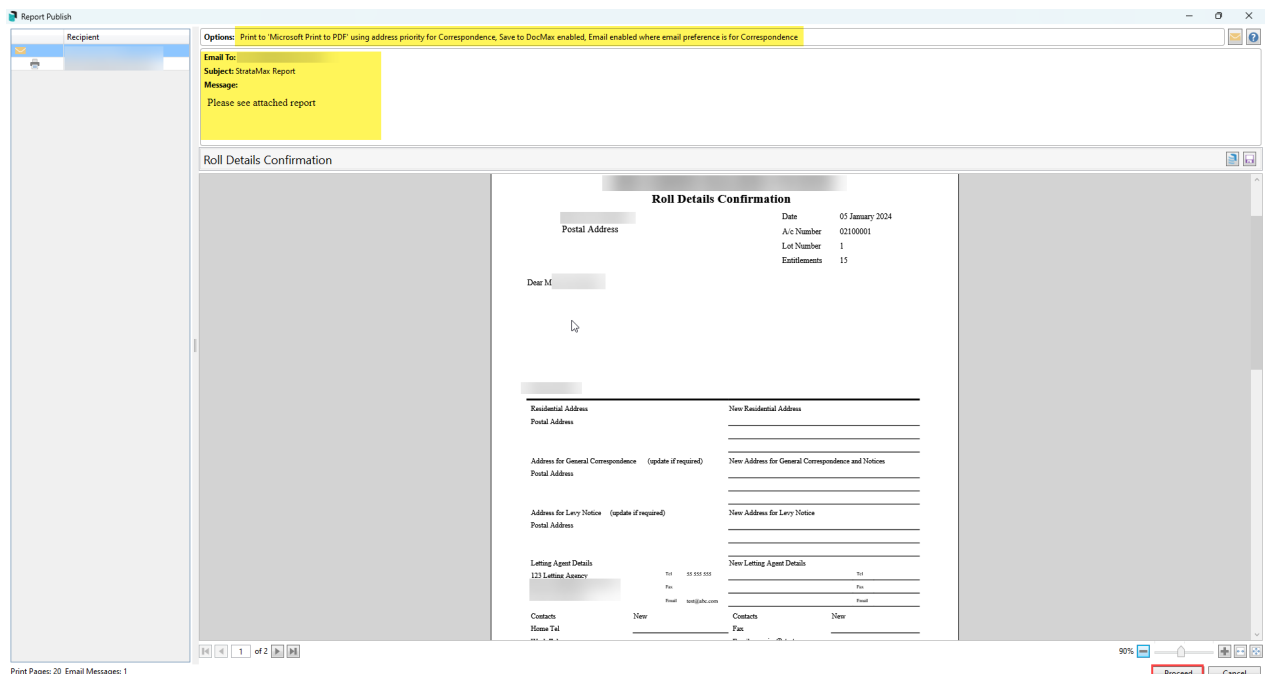 Report Publish
Recipient
Options: Print to 'Microsoft Print to PDF' using address priority for Correspondence, Save to DocMax enabled, Email enabled where email preference is for Correspondence
Email To:
Subject: StrataMax Report
Message:
Please see attached report
Roll Details Confirmation
Roll Details Confirmation
Date 05 January 2024
Postal Address
A/c Number 02100001
Lot Number 1
Entitlements 15
Dear M
Residential Address New Residential Address
Postal Address
Address for General Correspondence (update if required) New Address for General Correspondence and Notices
Postal Address
Address for Levy Notice (update if required) New Address for Levy Notice
Postal Address
Letting Agent Details New Letting Agent Details
123 Letting Agency Tel 55 555 555 Tel
Fax Fax
Email test@abc.com Email
Contacts New Contacts New
Home Tel Fax
1 of 2
90%
Print Pages: 20 Email Messages: 1
Proceed Cancel